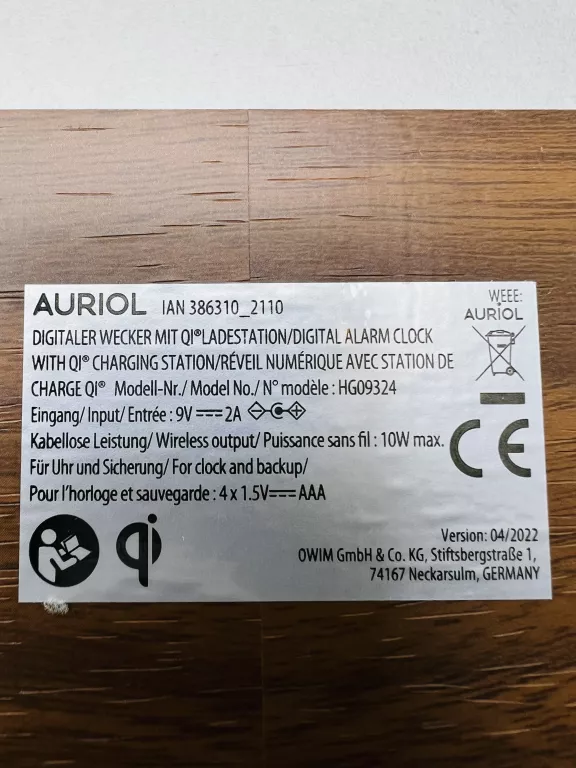 AURIOL IAN 386310_2110
WEEE:
AURIOL
DIGITALER WECKER MIT QI®LADESTATION/DIGITAL ALARM CLOCK
WITH QI® CHARGING STATION/RÉVEIL NUMÉRIQUE AVEC STATION DE
CHARGE QI® Modell-Nr./ Model No./ N° modèle : HG09324
Eingang/ Input/ Entrée : 9V 2A
Kabellose Leistung/ Wireless output/ Puissance sans fil : 10W max.
Für Uhr und Sicherung/ For clock and backup/
Pour l'horloge et sauvegarde : 4 x 1.5V AAA
CE
qi
Version: 04/2022
OWIM GmbH & Co. KG, Stiftsbergstraße 1,
74167 Neckarsulm, GERMANY